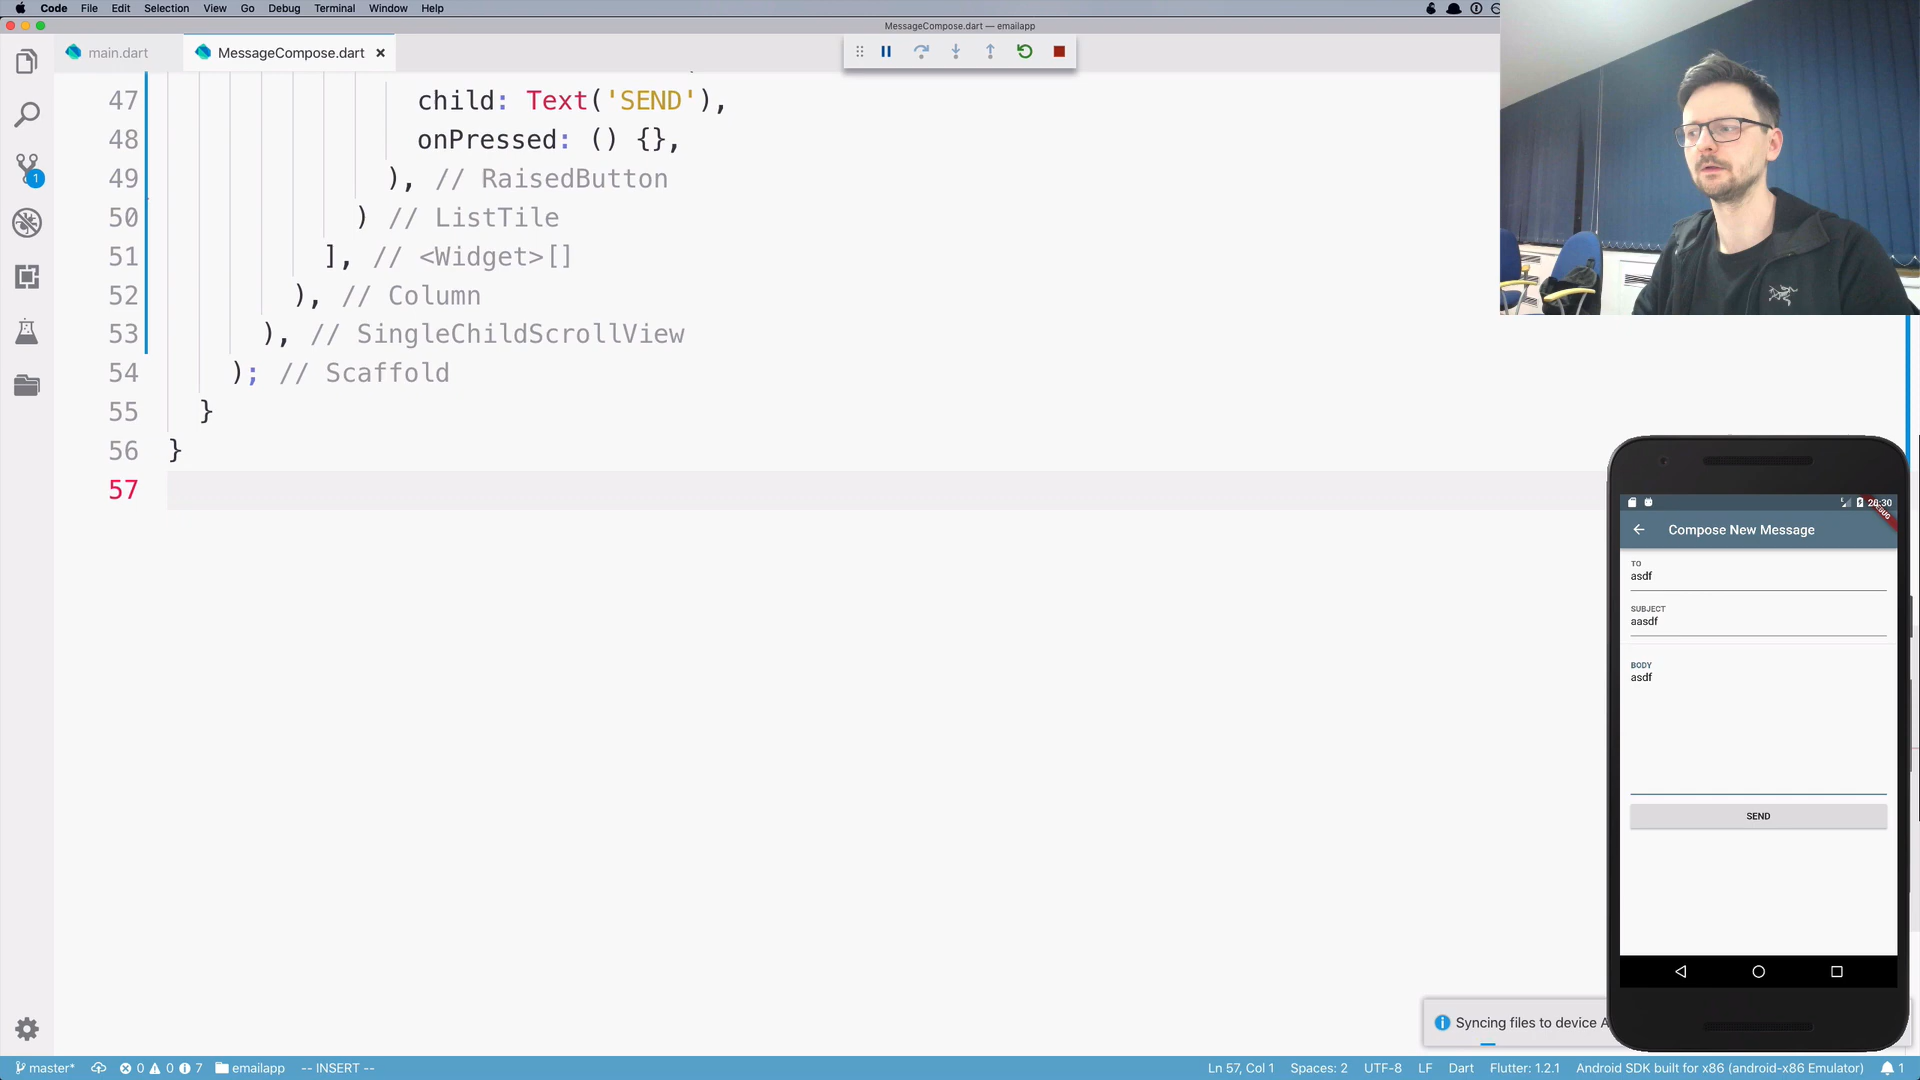 Code File Edit Selection View Go Debug Terminal Window Help
MessageCompose.dart — emailapp
main.dart
MessageCompose.dart
47 child: Text('SEND'),
48 onPressed: () {},
49 ), // RaisedButton
50 ) // ListTile
51 ], // <Widget>[]
52 ), // Column
53 ), // SingleChildScrollView
54 ); // Scaffold
55 }
56 }
57
20:30
DEBUG
Compose New Message
TO
asdf
SUBJECT
aasdf
BODY
asdf
SEND
Syncing files to device A
1
master* 0 0 7 emailapp -- INSERT --
Ln 57, Col 1 Spaces: 2 UTF-8 LF Dart Flutter: 1.2.1 Android SDK built for x86 (android-x86 Emulator) 1